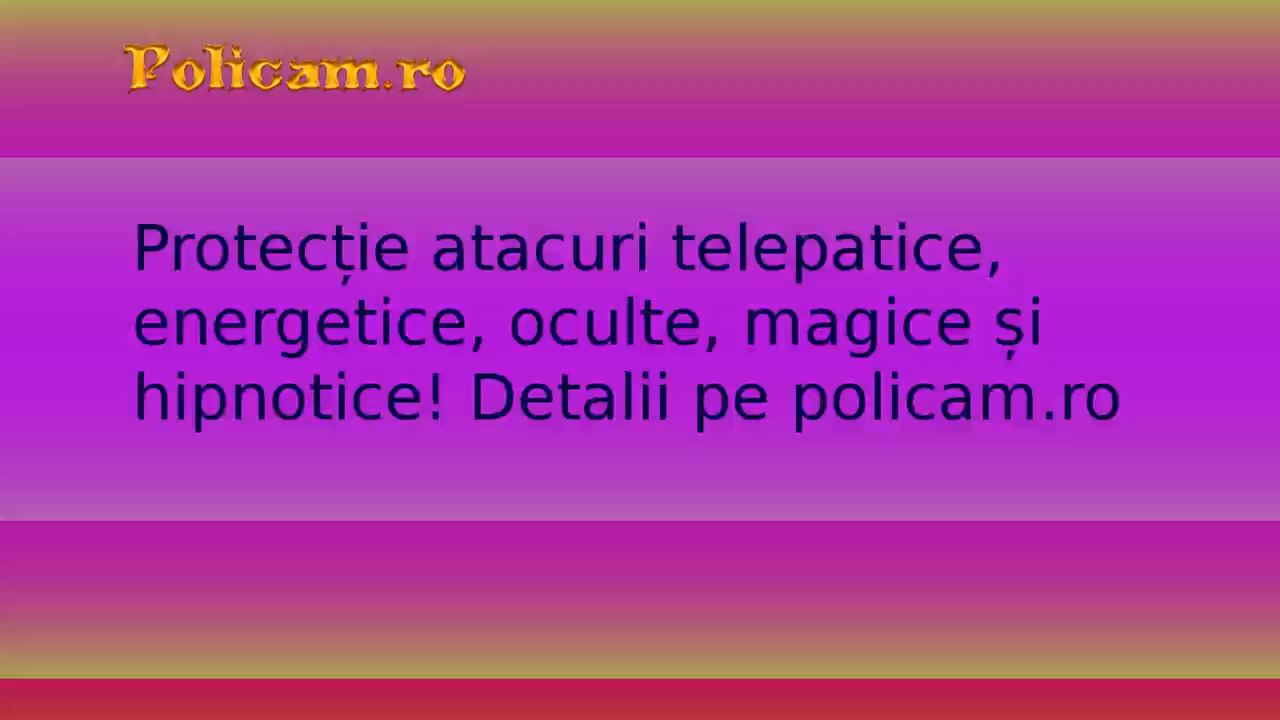 Policam.ro
Protecție atacuri telepatice,
energetice, oculte, magice și
hipnotice! Detalii pe policam.ro